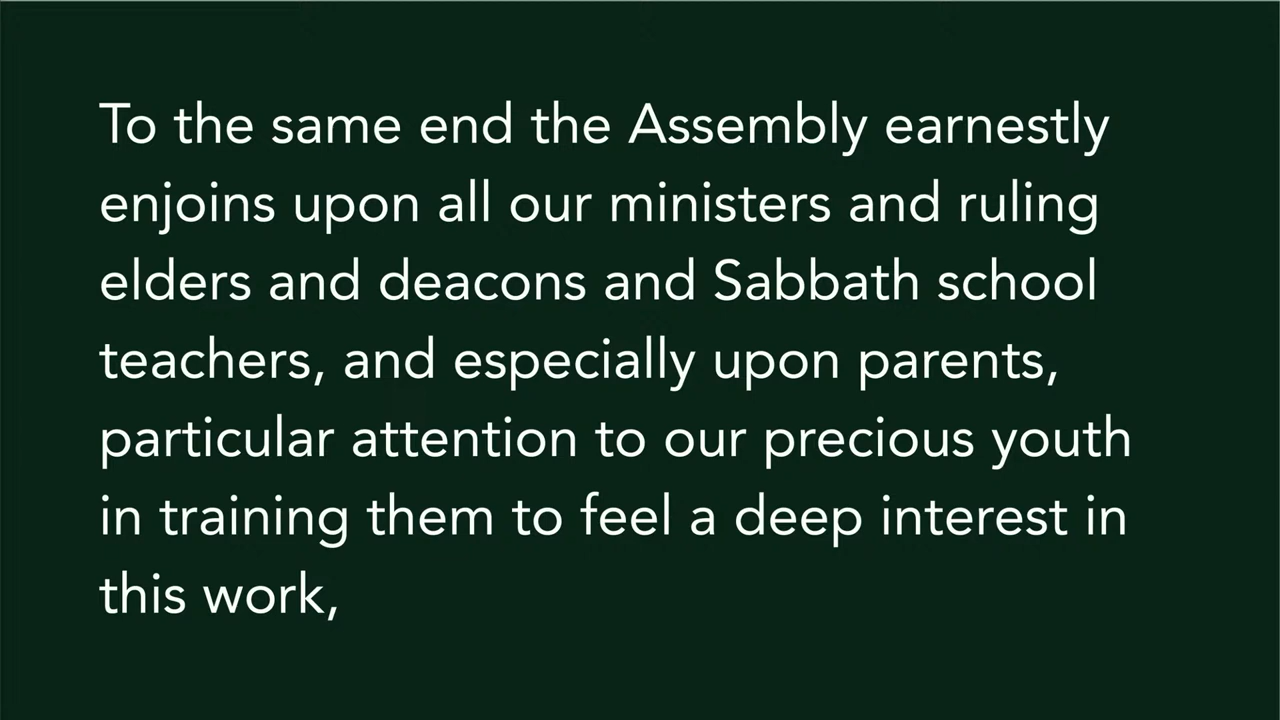 To the same end the Assembly earnestly
enjoins upon all our ministers and ruling
elders and deacons and Sabbath school
teachers, and especially upon parents,
particular attention to our precious youth
in training them to feel a deep interest in
this work,